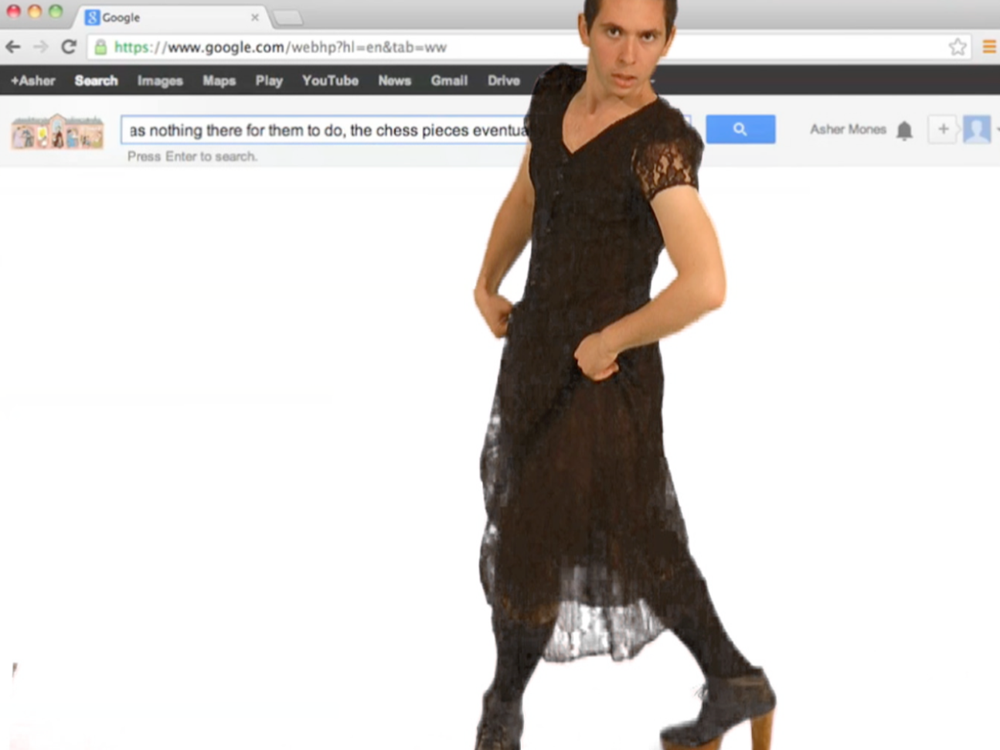 Google
https://www.google.com/webhp?hl=en&tab=ww
+Asher Search Images Maps Play YouTube News Gmail Drive
as nothing there for them to do, the chess pieces
Asher Mones
Press Enter to search.